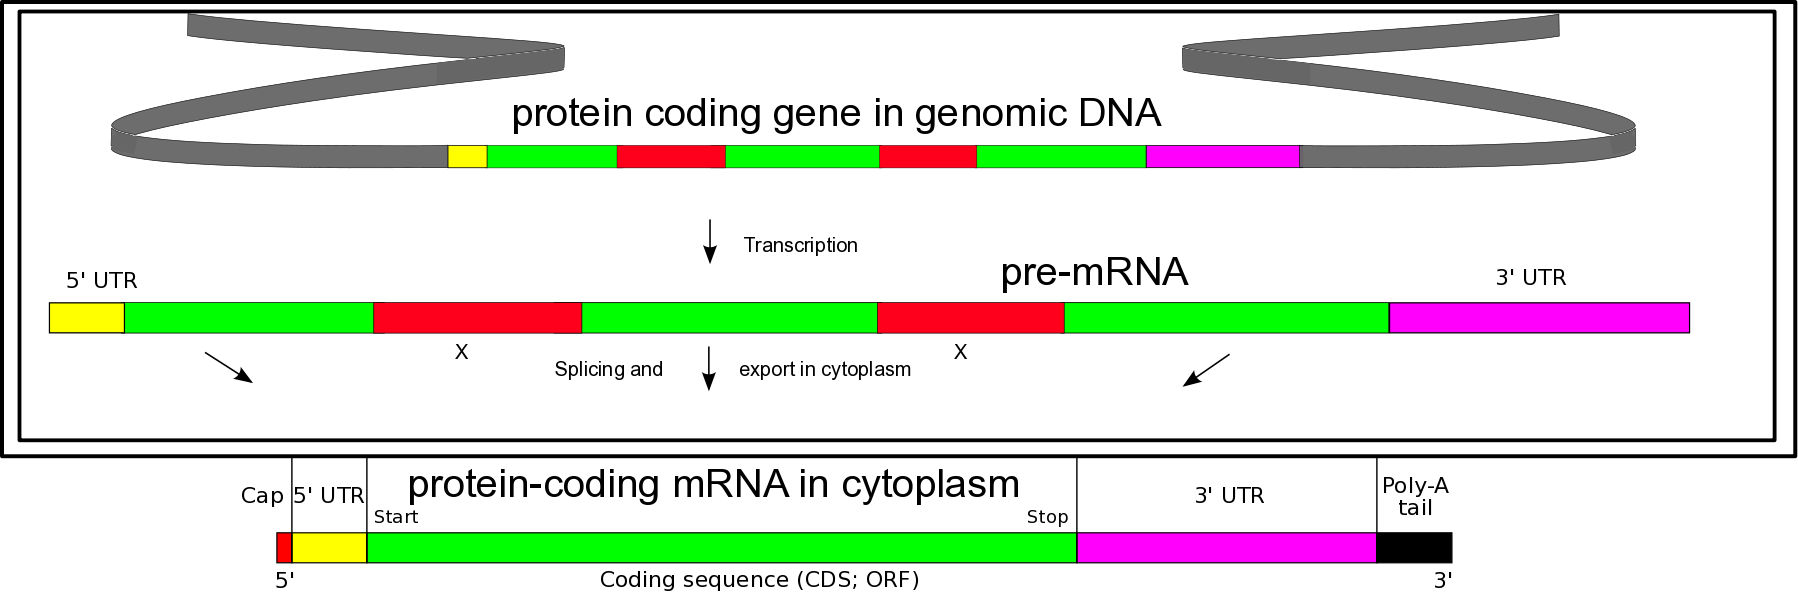 protein coding gene in genomic DNA
Transcription
5' UTR
pre-mRNA
3' UTR
X
X
Splicing and
export in cytoplasm
Cap
5' UTR
protein-coding mRNA in cytoplasm
3' UTR
Poly-A
tail
Start
Stop
5'
Coding sequence (CDS; ORF)
3'